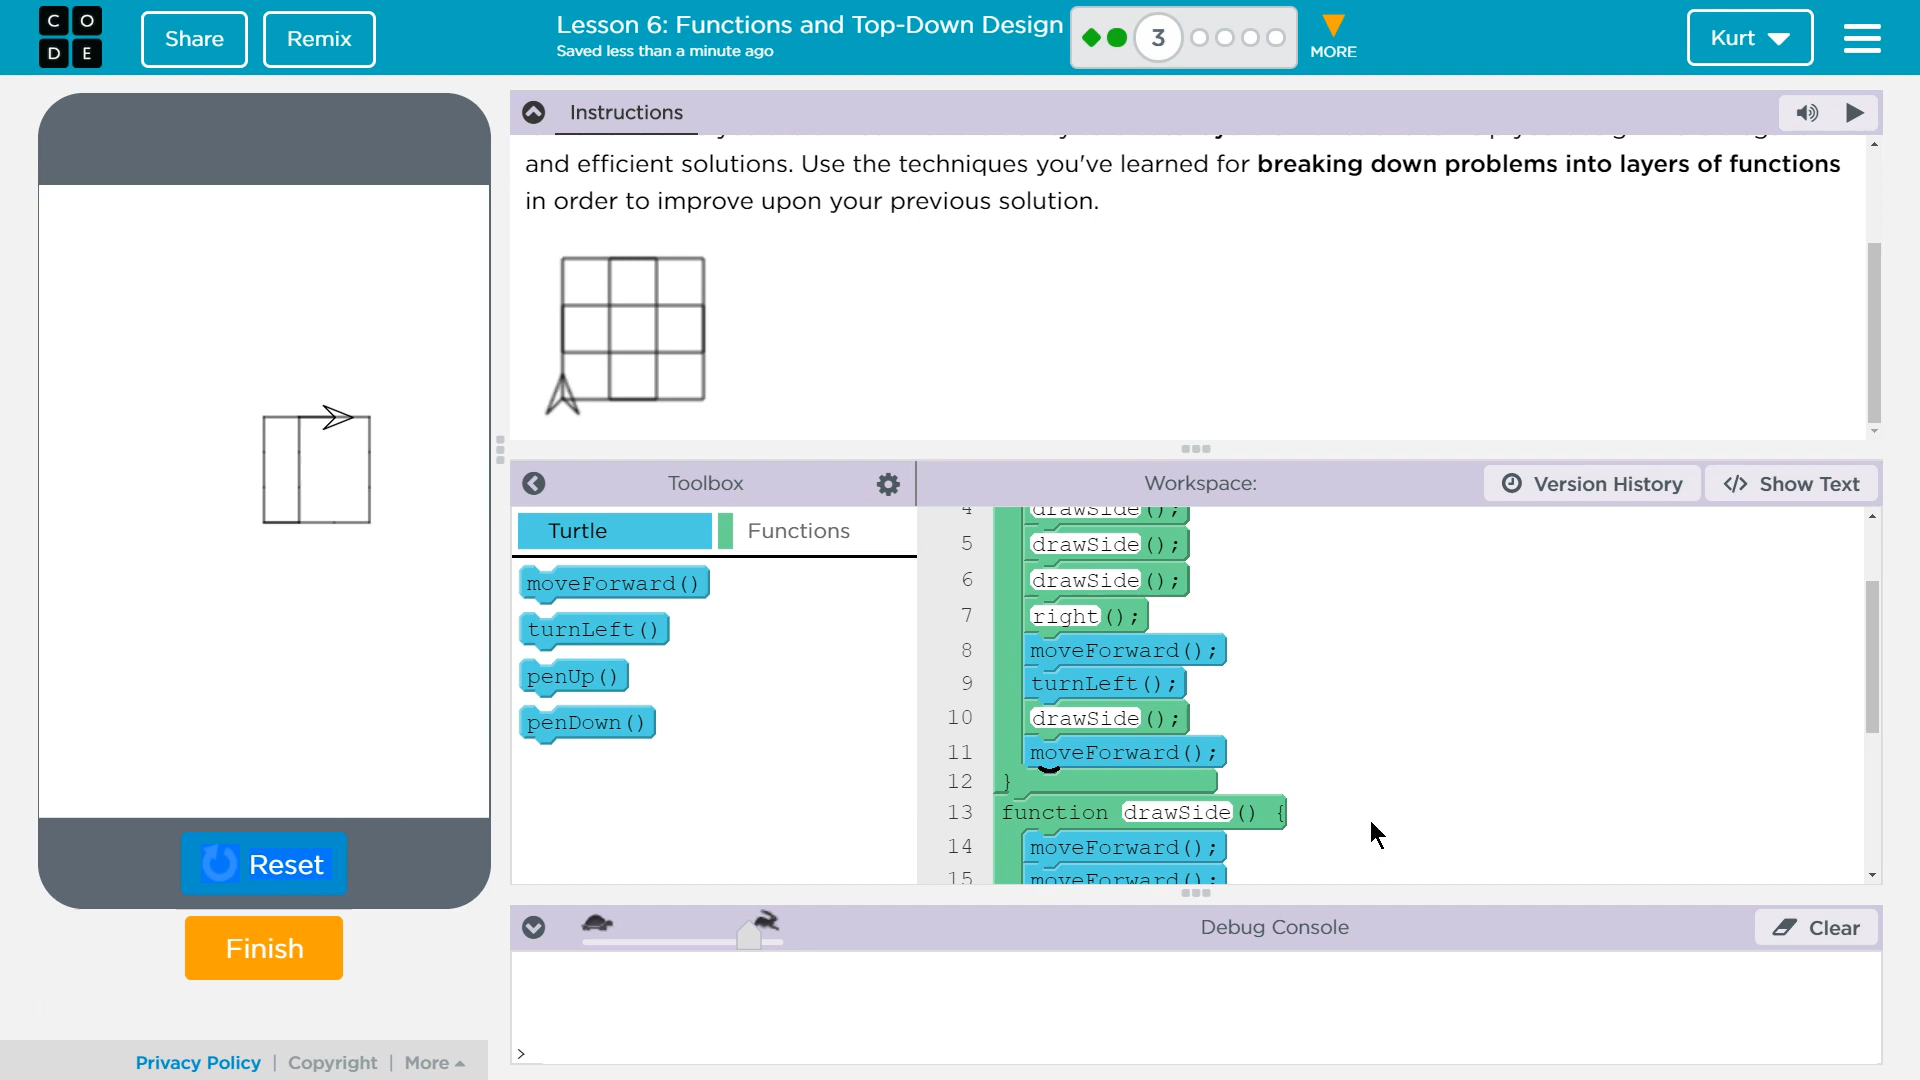 C O
D E
Share
Remix
Lesson 6: Functions and Top-Down Design
Saved less than a minute ago
3
MORE
Kurt
Instructions
and efficient solutions. Use the techniques you've learned for breaking down problems into layers of functions
in order to improve upon your previous solution.
Toolbox
Workspace:
Version History
</> Show Text
Turtle
Functions
moveForward()
turnLeft()
penUp()
penDown()
4 drawSide();
5 drawSide();
6 drawSide();
7 right();
8 moveForward();
9 turnLeft();
10 drawSide();
11 moveForward();
12 }
13 function drawSide() {
14 moveForward();
15 moveForward();
Reset
Finish
Debug Console
Clear
>
Privacy Policy | Copyright | More